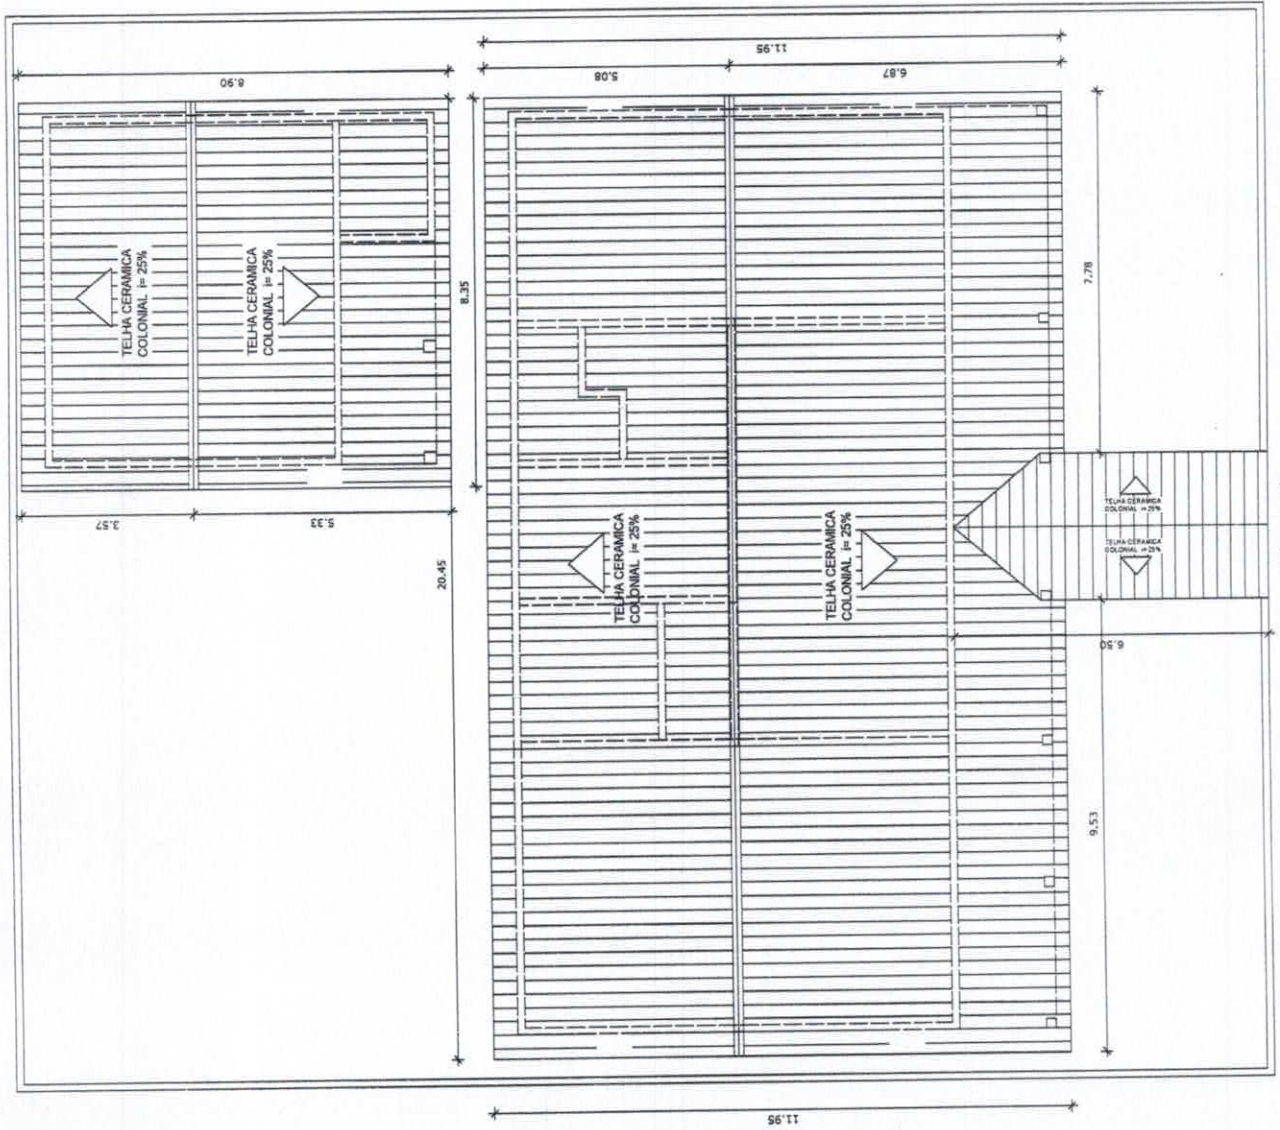 11.95
5.08
6.87
8.90
TELHA CERAMICA
COLONIAL i= 25%
TELHA CERAMICA
COLONIAL i= 25%
8.35
7.78
3.57
5.33
20.45
TELHA CERAMICA
COLONIAL i= 25%
TELHA CERAMICA
COLONIAL i= 25%
TELHA CERAMICA
COLONIAL i=25%
TELHA CERAMICA
COLONIAL i=25%
6.50
9.53
11.95